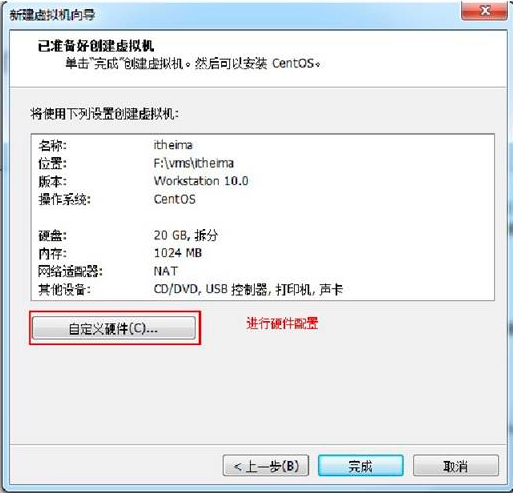 新建虚拟机向导
已准备好创建虚拟机
单击"完成"创建虚拟机。然后可以安装 CentOS。
将使用下列设置创建虚拟机:
名称: itheima
位置: F:\vms\itheima
版本: Workstation 10.0
操作系统: CentOS
硬盘: 20 GB, 拆分
内存: 1024 MB
网络适配器: NAT
其他设备: CD/DVD, USB 控制器, 打印机, 声卡
自定义硬件(C)... 进行硬件配置
< 上一步(B) 完成 取消